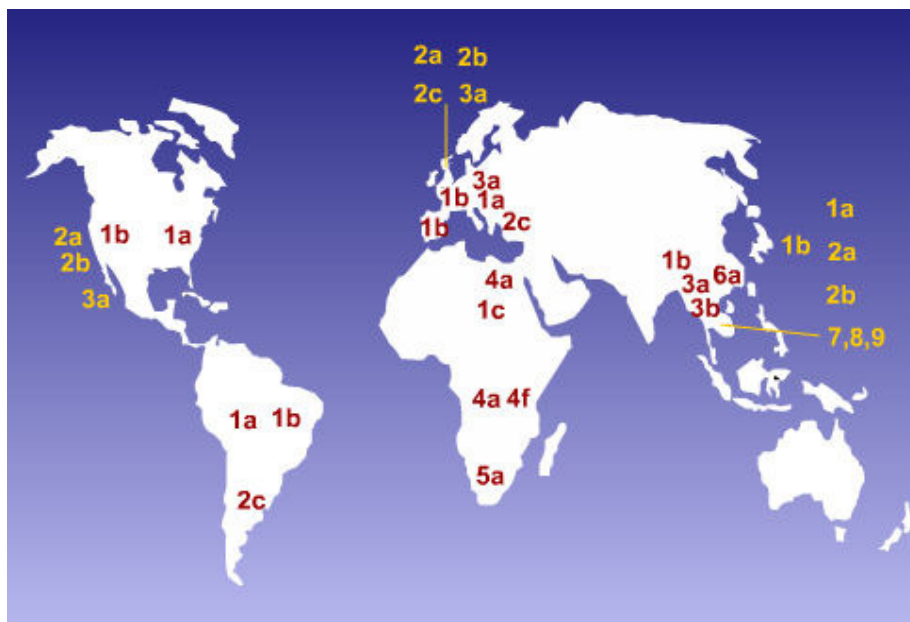 2a 2b
2c 3a
3a
1b 1a
1b 2c
1b 1a
2a
2b
3a
4a
1c
1a
1b 2a
1b
3a 6a
3b
2b
7,8,9
4a 4f
1a 1b
5a
2c